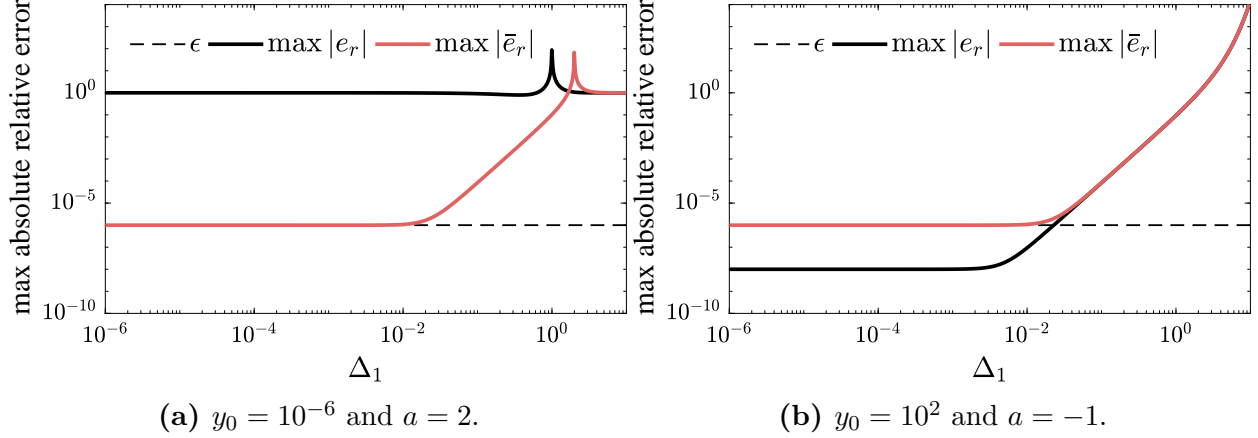 max absolute relative error
ϵ max |e_r| max |ē_r|
10^0
10^{-5}
10^{-10}
10^{-6} 10^{-4} 10^{-2} 10^0
Δ_1
(a) y_0 = 10^{-6} and a = 2.
max absolute relative error
ϵ max |e_r| max |ē_r|
10^0
10^{-5}
10^{-10}
10^{-6} 10^{-4} 10^{-2} 10^0
Δ_1
(b) y_0 = 10^2 and a = −1.